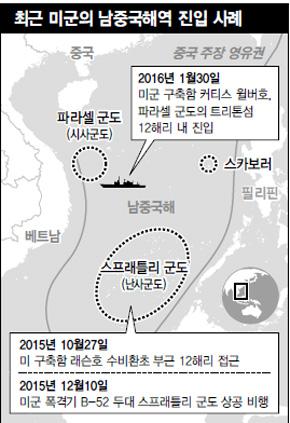 최근 미군의 남중국해역 진입 사례
중국
중국 주장 영유권
2016년 1월30일
미군 구축함 커티스 윌버호,
파라셀 군도의 트리톤섬
12해리 내 진입
파라셀 군도
(시사군도)
스카보러
남중국해
필리핀
베트남
스프래틀리 군도
(난사군도)
2015년 10월27일
미 구축함 래슨호 수비환초 부근 12해리 접근
2015년 12월10일
미군 폭격기 B-52 두대 스프래틀리 군도 상공 비행